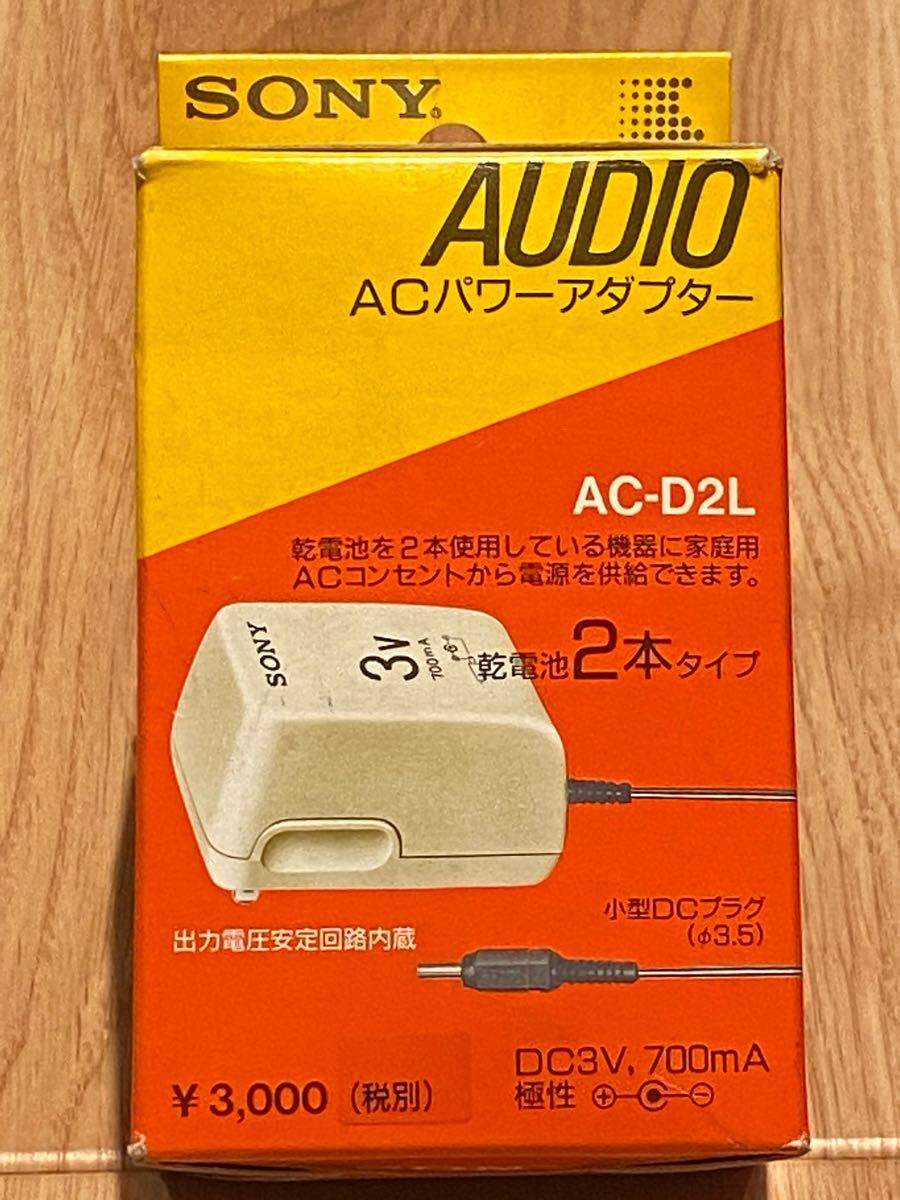 SONY
AUDIO
ACパワーアダプター
AC-D2L
乾電池を2本使用している機器に家庭用
ACコンセントから電源を供給できます。
SONY
3V
700mA
乾電池2本タイプ
小型DCプラグ
(φ3.5)
出力電圧安定回路内蔵
DC3V, 700mA
極性
¥3,000 (税別)